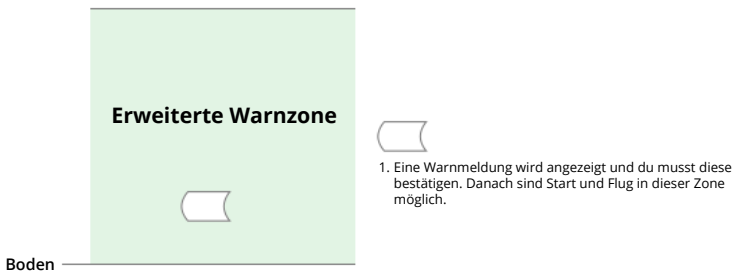 Erweiterte Warnzone
1. Eine Warnmeldung wird angezeigt und du musst diese
bestätigen. Danach sind Start und Flug in dieser Zone
möglich.
Boden